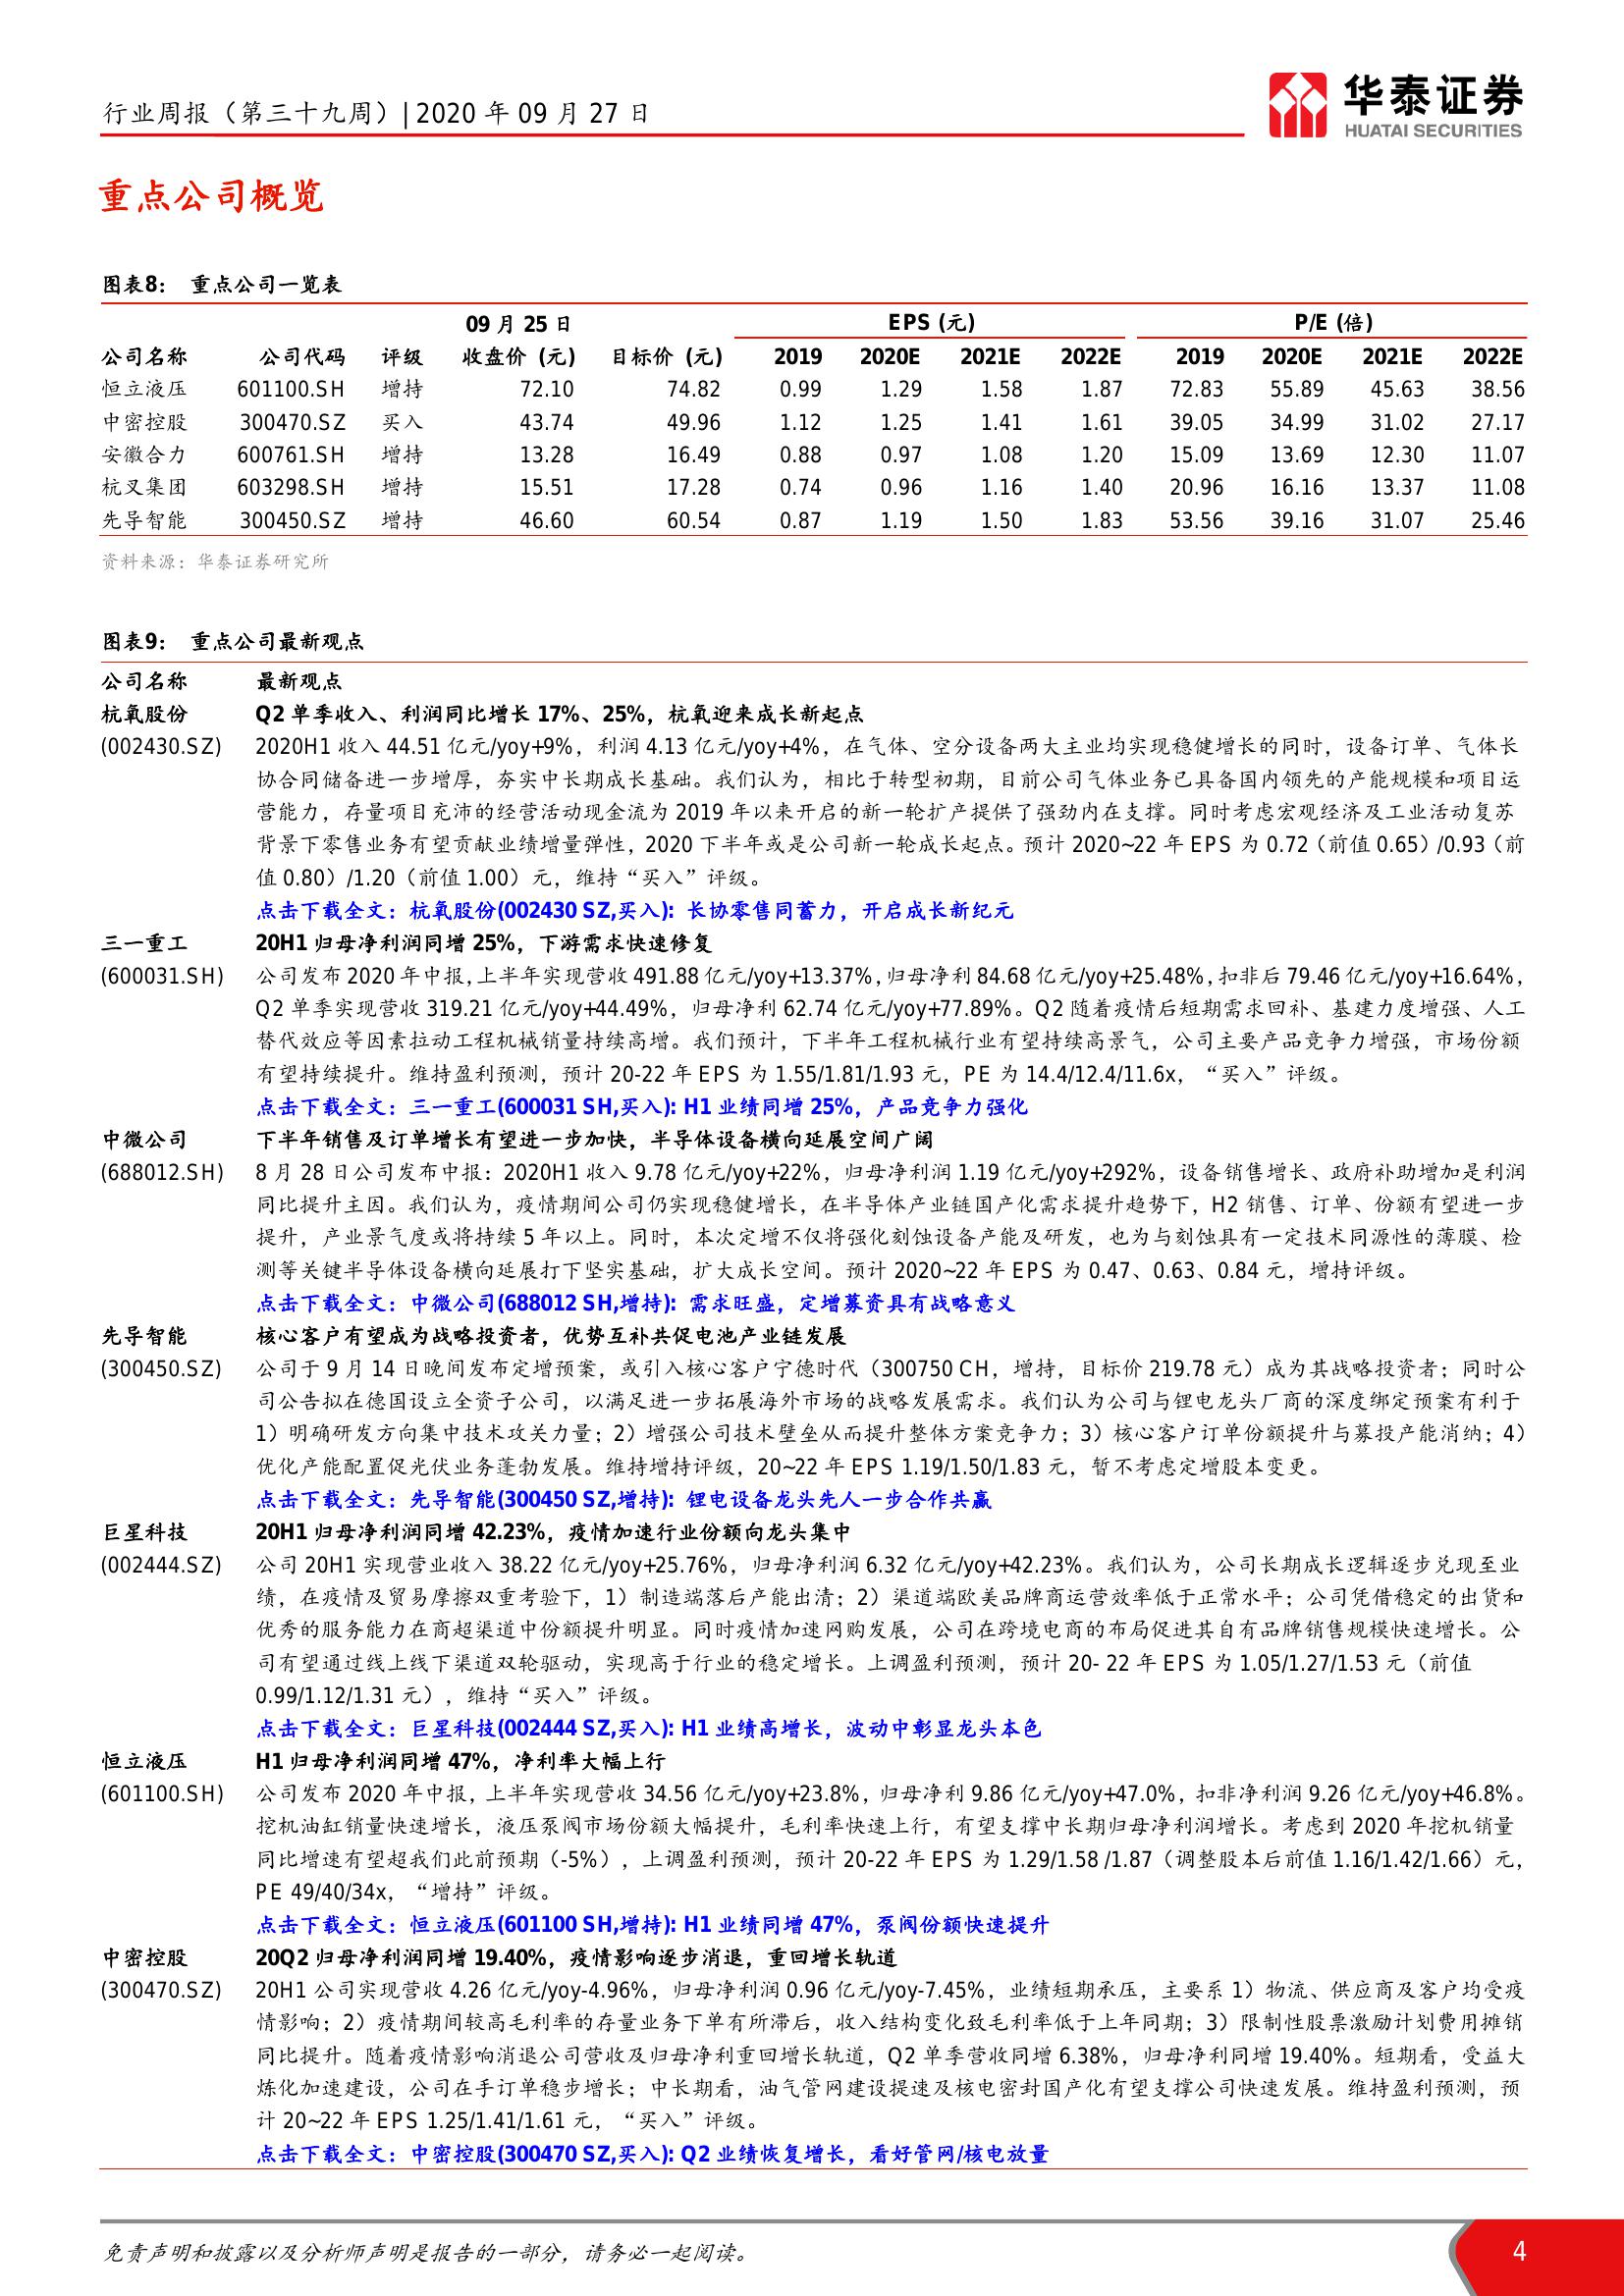 行业周报（第三十九周）| 2020 年 09 月 27 日
华泰证券
HUATAI SECURITIES
重点公司概览
图表8： 重点公司一览表
09 月 25 日 EPS (元) P/E (倍)
公司名称 公司代码 评级 收盘价 (元) 目标价 (元) 2019 2020E 2021E 2022E 2019 2020E 2021E 2022E
恒立液压 601100.SH 增持 72.10 74.82 0.99 1.29 1.58 1.87 72.83 55.89 45.63 38.56
中密控股 300470.SZ 买入 43.74 49.96 1.12 1.25 1.41 1.61 39.05 34.99 31.02 27.17
安徽合力 600761.SH 增持 13.28 16.49 0.88 0.97 1.08 1.20 15.09 13.69 12.30 11.07
杭叉集团 603298.SH 增持 15.51 17.28 0.74 0.96 1.16 1.40 20.96 16.16 13.37 11.08
先导智能 300450.SZ 增持 46.60 60.54 0.87 1.19 1.50 1.83 53.56 39.16 31.07 25.46
资料来源：华泰证券研究所
图表9： 重点公司最新观点
公司名称 最新观点
杭氧股份 Q2 单季收入、利润同比增长 17%、25%，杭氧迎来成长新起点
(002430.SZ) 2020H1 收入 44.51 亿元/yoy+9%，利润 4.13 亿元/yoy+4%，在气体、空分设备两大主业均实现稳健增长的同时，设备订单、气体长
协合同储备进一步增厚，夯实中长期成长基础。我们认为，相比于转型初期，目前公司气体业务已具备国内领先的产能规模和项目运
营能力，存量项目充沛的经营活动现金流为 2019 年以来开启的新一轮扩产提供了强劲内在支撑。同时考虑宏观经济及工业活动复苏
背景下零售业务有望贡献业绩增量弹性，2020 下半年或是公司新一轮成长起点。预计 2020~22 年 EPS 为 0.72（前值 0.65）/0.93（前
值 0.80）/1.20（前值 1.00）元，维持“买入”评级。
点击下载全文：杭氧股份(002430 SZ,买入): 长协零售同蓄力，开启成长新纪元
三一重工 20H1 归母净利润同增 25%，下游需求快速修复
(600031.SH) 公司发布 2020 年中报，上半年实现营收 491.88 亿元/yoy+13.37%，归母净利 84.68 亿元/yoy+25.48%，扣非后 79.46 亿元/yoy+16.64%，
Q2 单季实现营收 319.21 亿元/yoy+44.49%，归母净利 62.74 亿元/yoy+77.89%。Q2 随着疫情后短期需求回补、基建力度增强、人工
替代效应等因素拉动工程机械销量持续高增。我们预计，下半年工程机械行业有望持续高景气，公司主要产品竞争力增强，市场份额
有望持续提升。维持盈利预测，预计 20-22 年 EPS 为 1.55/1.81/1.93 元，PE 为 14.4/12.4/11.6x，“买入”评级。
点击下载全文：三一重工(600031 SH,买入): H1 业绩同增 25%，产品竞争力强化
中微公司 下半年销售及订单增长有望进一步加快，半导体设备横向延展空间广阔
(688012.SH) 8 月 28 日公司发布中报：2020H1 收入 9.78 亿元/yoy+22%，归母净利润 1.19 亿元/yoy+292%，设备销售增长、政府补助增加是利润
同比提升主因。我们认为，疫情期间公司仍实现稳健增长，在半导体产业链国产化需求提升趋势下，H2 销售、订单、份额有望进一步
提升，产业景气度或将持续 5 年以上。同时，本次定增不仅将强化刻蚀设备产能及研发，也为与刻蚀具有一定技术同源性的薄膜、检
测等关键半导体设备横向延展打下坚实基础，扩大成长空间。预计 2020~22 年 EPS 为 0.47、0.63、0.84 元，增持评级。
点击下载全文：中微公司(688012 SH,增持): 需求旺盛，定增募资具有战略意义
先导智能 核心客户有望成为战略投资者，优势互补共促电池产业链发展
(300450.SZ) 公司于 9 月 14 日晚间发布定增预案，或引入核心客户宁德时代（300750 CH，增持，目标价 219.78 元）成为其战略投资者；同时公
司公告拟在德国设立全资子公司，以满足进一步拓展海外市场的战略发展需求。我们认为公司与锂电龙头厂商的深度绑定预案有利于
1）明确研发方向集中技术攻关力量；2）增强公司技术壁垒从而提升整体方案竞争力；3）核心客户订单份额提升与募投产能消纳；4）
优化产能配置促光伏业务蓬勃发展。维持增持评级，20~22 年 EPS 1.19/1.50/1.83 元，暂不考虑定增股本变更。
点击下载全文：先导智能(300450 SZ,增持): 锂电设备龙头先人一步合作共赢
巨星科技 20H1 归母净利润同增 42.23%，疫情加速行业份额向龙头集中
(002444.SZ) 公司 20H1 实现营业收入 38.22 亿元/yoy+25.76%，归母净利润 6.32 亿元/yoy+42.23%。我们认为，公司长期成长逻辑逐步兑现至业
绩，在疫情及贸易摩擦双重考验下，1）制造端落后产能出清；2）渠道端欧美品牌商运营效率低于正常水平；公司凭借稳定的出货和
优秀的服务能力在商超渠道中份额提升明显。同时疫情加速网购发展，公司在跨境电商的布局促进其自有品牌销售规模快速增长。公
司有望通过线上线下渠道双轮驱动，实现高于行业的稳定增长。上调盈利预测，预计 20- 22 年 EPS 为 1.05/1.27/1.53 元（前值
0.99/1.12/1.31 元），维持“买入”评级。
点击下载全文：巨星科技(002444 SZ,买入): H1 业绩高增长，波动中彰显龙头本色
恒立液压 H1 归母净利润同增 47%，净利率大幅上行
(601100.SH) 公司发布 2020 年中报，上半年实现营收 34.56 亿元/yoy+23.8%，归母净利 9.86 亿元/yoy+47.0%，扣非净利润 9.26 亿元/yoy+46.8%。
挖机油缸销量快速增长，液压泵阀市场份额大幅提升，毛利率快速上行，有望支撑中长期归母净利润增长。考虑到 2020 年挖机销量
同比增速有望超我们此前预期（-5%），上调盈利预测，预计 20-22 年 EPS 为 1.29/1.58 /1.87（调整股本后前值 1.16/1.42/1.66）元，
PE 49/40/34x，“增持”评级。
点击下载全文：恒立液压(601100 SH,增持): H1 业绩同增 47%，泵阀份额快速提升
中密控股 20Q2 归母净利润同增 19.40%，疫情影响逐步消退，重回增长轨道
(300470.SZ) 20H1 公司实现营收 4.26 亿元/yoy-4.96%，归母净利润 0.96 亿元/yoy-7.45%，业绩短期承压，主要系 1）物流、供应商及客户均受疫
情影响；2）疫情期间较高毛利率的存量业务下单有所滞后，收入结构变化致毛利率低于上年同期；3）限制性股票激励计划费用摊销
同比提升。随着疫情影响消退公司营收及归母净利重回增长轨道，Q2 单季营收同增 6.38%，归母净利同增 19.40%。短期看，受益大
炼化加速建设，公司在手订单稳步增长；中长期看，油气管网建设提速及核电密封国产化有望支撑公司快速发展。维持盈利预测，预
计 20~22 年 EPS 1.25/1.41/1.61 元，“买入”评级。
点击下载全文：中密控股(300470 SZ,买入): Q2 业绩恢复增长，看好管网/核电放量
免责声明和披露以及分析师声明是报告的一部分，请务必一起阅读。 4